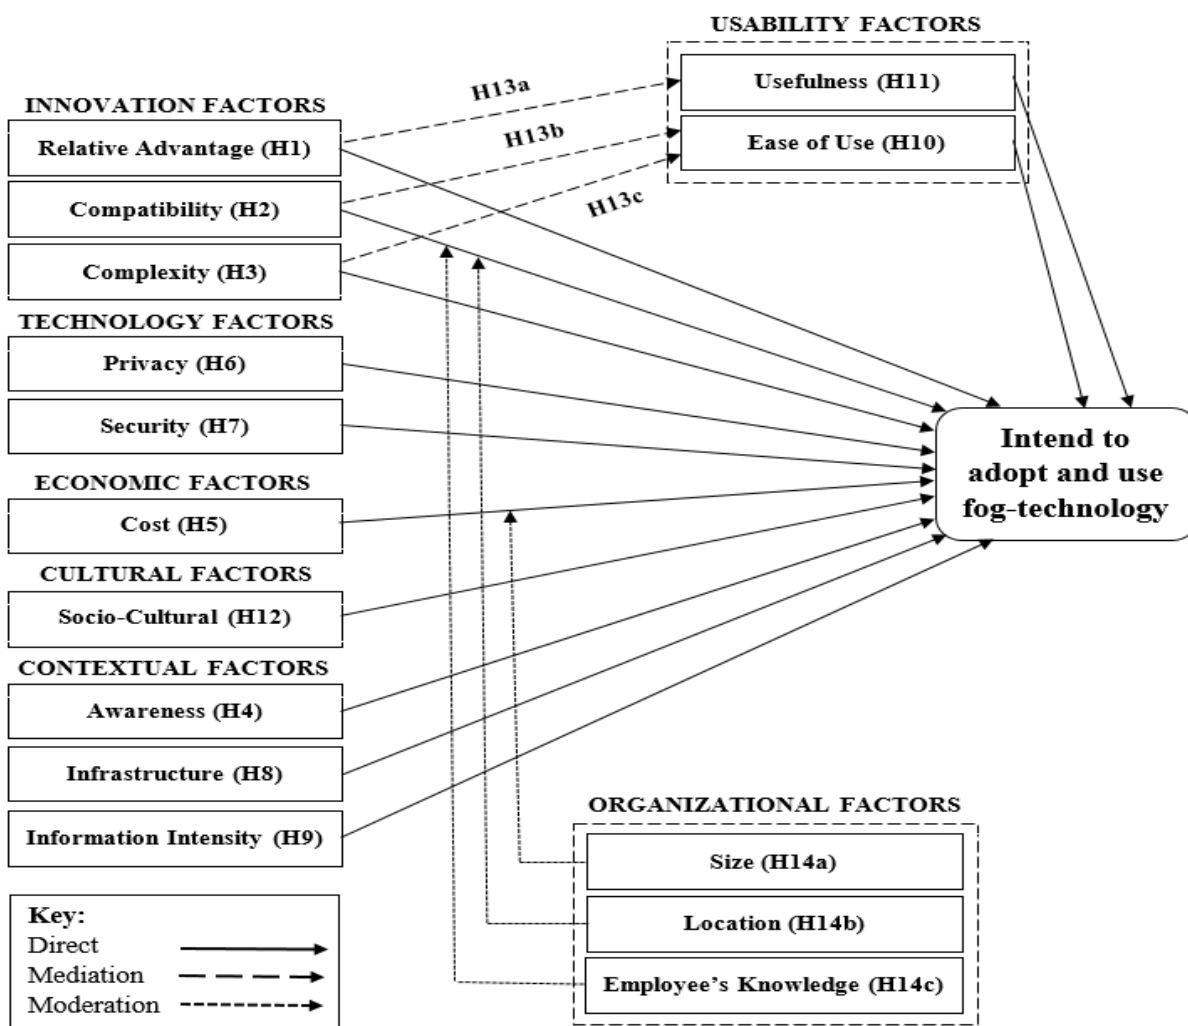 USABILITY FACTORS
Usefulness (H11)
Ease of Use (H10)
H13a
H13b
H13c
INNOVATION FACTORS
Relative Advantage (H1)
Compatibility (H2)
Complexity (H3)
TECHNOLOGY FACTORS
Privacy (H6)
Security (H7)
ECONOMIC FACTORS
Cost (H5)
CULTURAL FACTORS
Socio-Cultural (H12)
CONTEXTUAL FACTORS
Awareness (H4)
Infrastructure (H8)
Information Intensity (H9)
Intend to
adopt and use
fog-technology
ORGANIZATIONAL FACTORS
Size (H14a)
Location (H14b)
Employee's Knowledge (H14c)
Key:
Direct
Mediation
Moderation